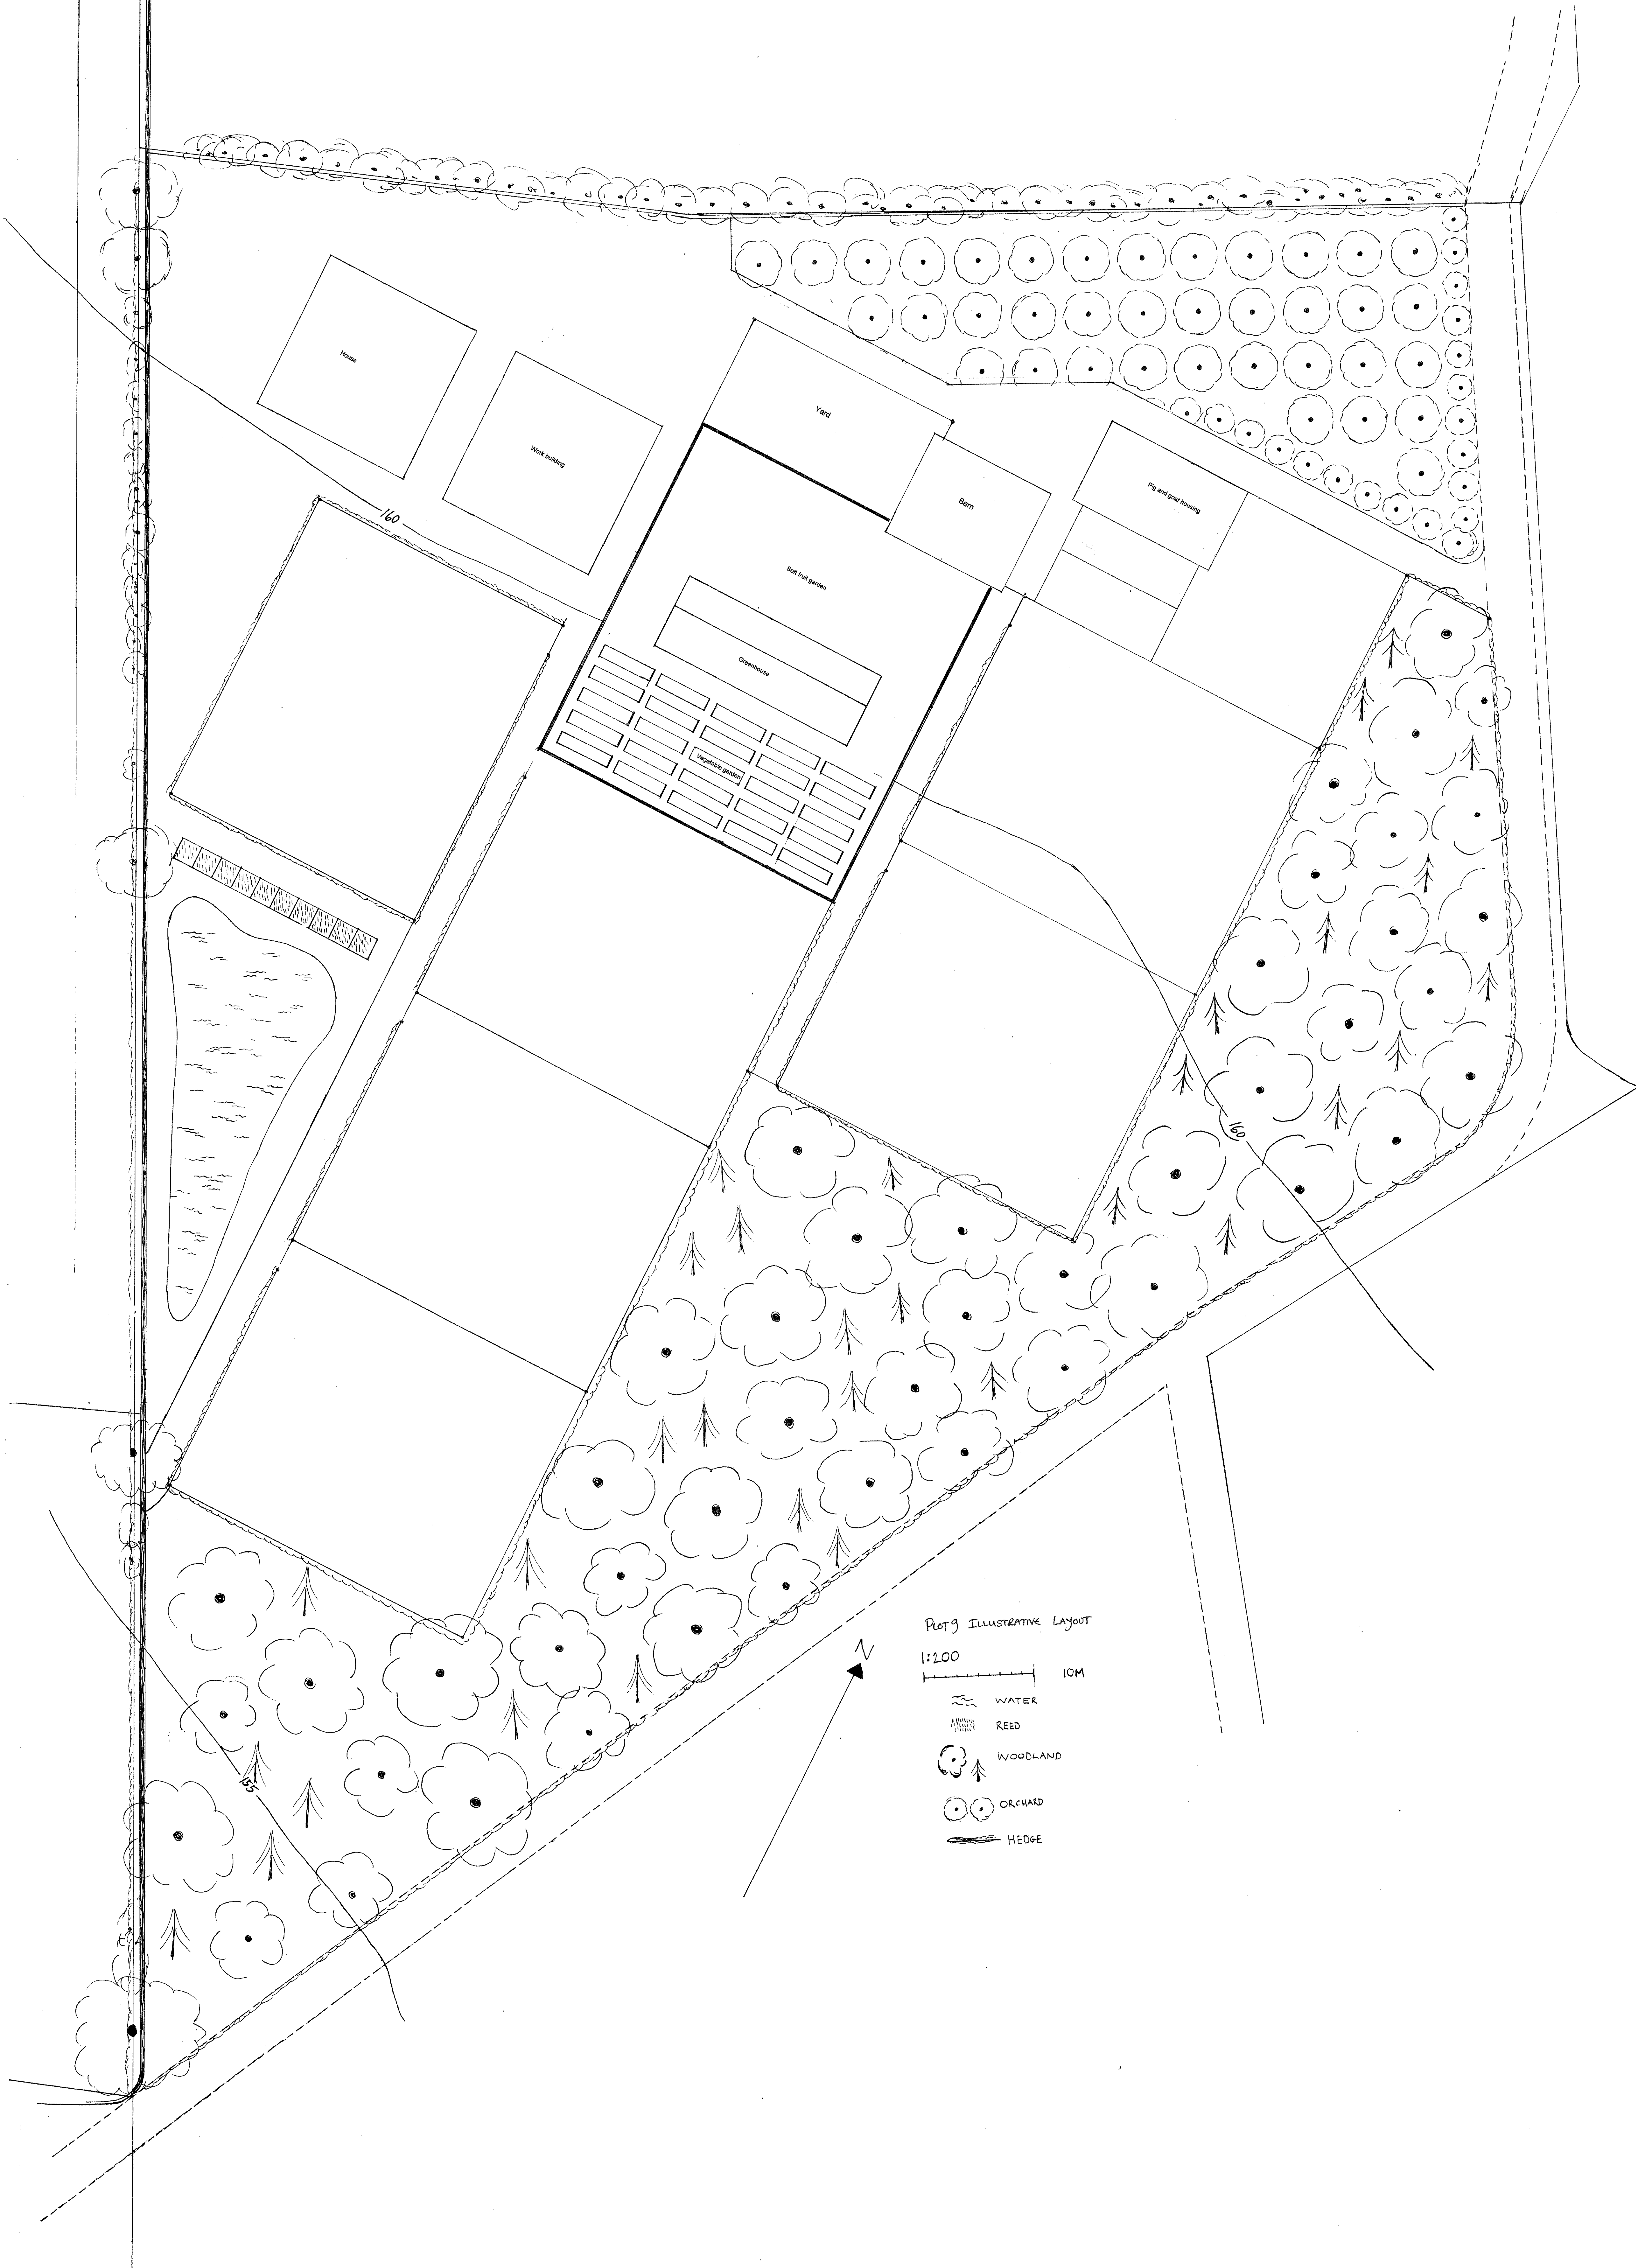 House
Work building
Yard
Barn
Pig and goat housing
160
Soft fruit garden
Greenhouse
Vegetable garden
160
155
N
PLOT 9 ILLUSTRATIVE LAYOUT
1:200
10M
WATER
REED
WOODLAND
ORCHARD
HEDGE